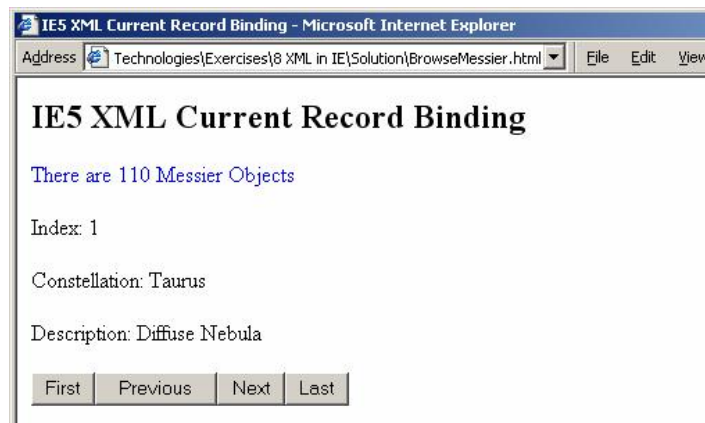 IE5 XML Current Record Binding - Microsoft Internet Explorer
Address Technologies\Exercises\8 XML in IE\Solution\BrowseMessier.html File Edit View
IE5 XML Current Record Binding
There are 110 Messier Objects
Index: 1
Constellation: Taurus
Description: Diffuse Nebula
First Previous Next Last